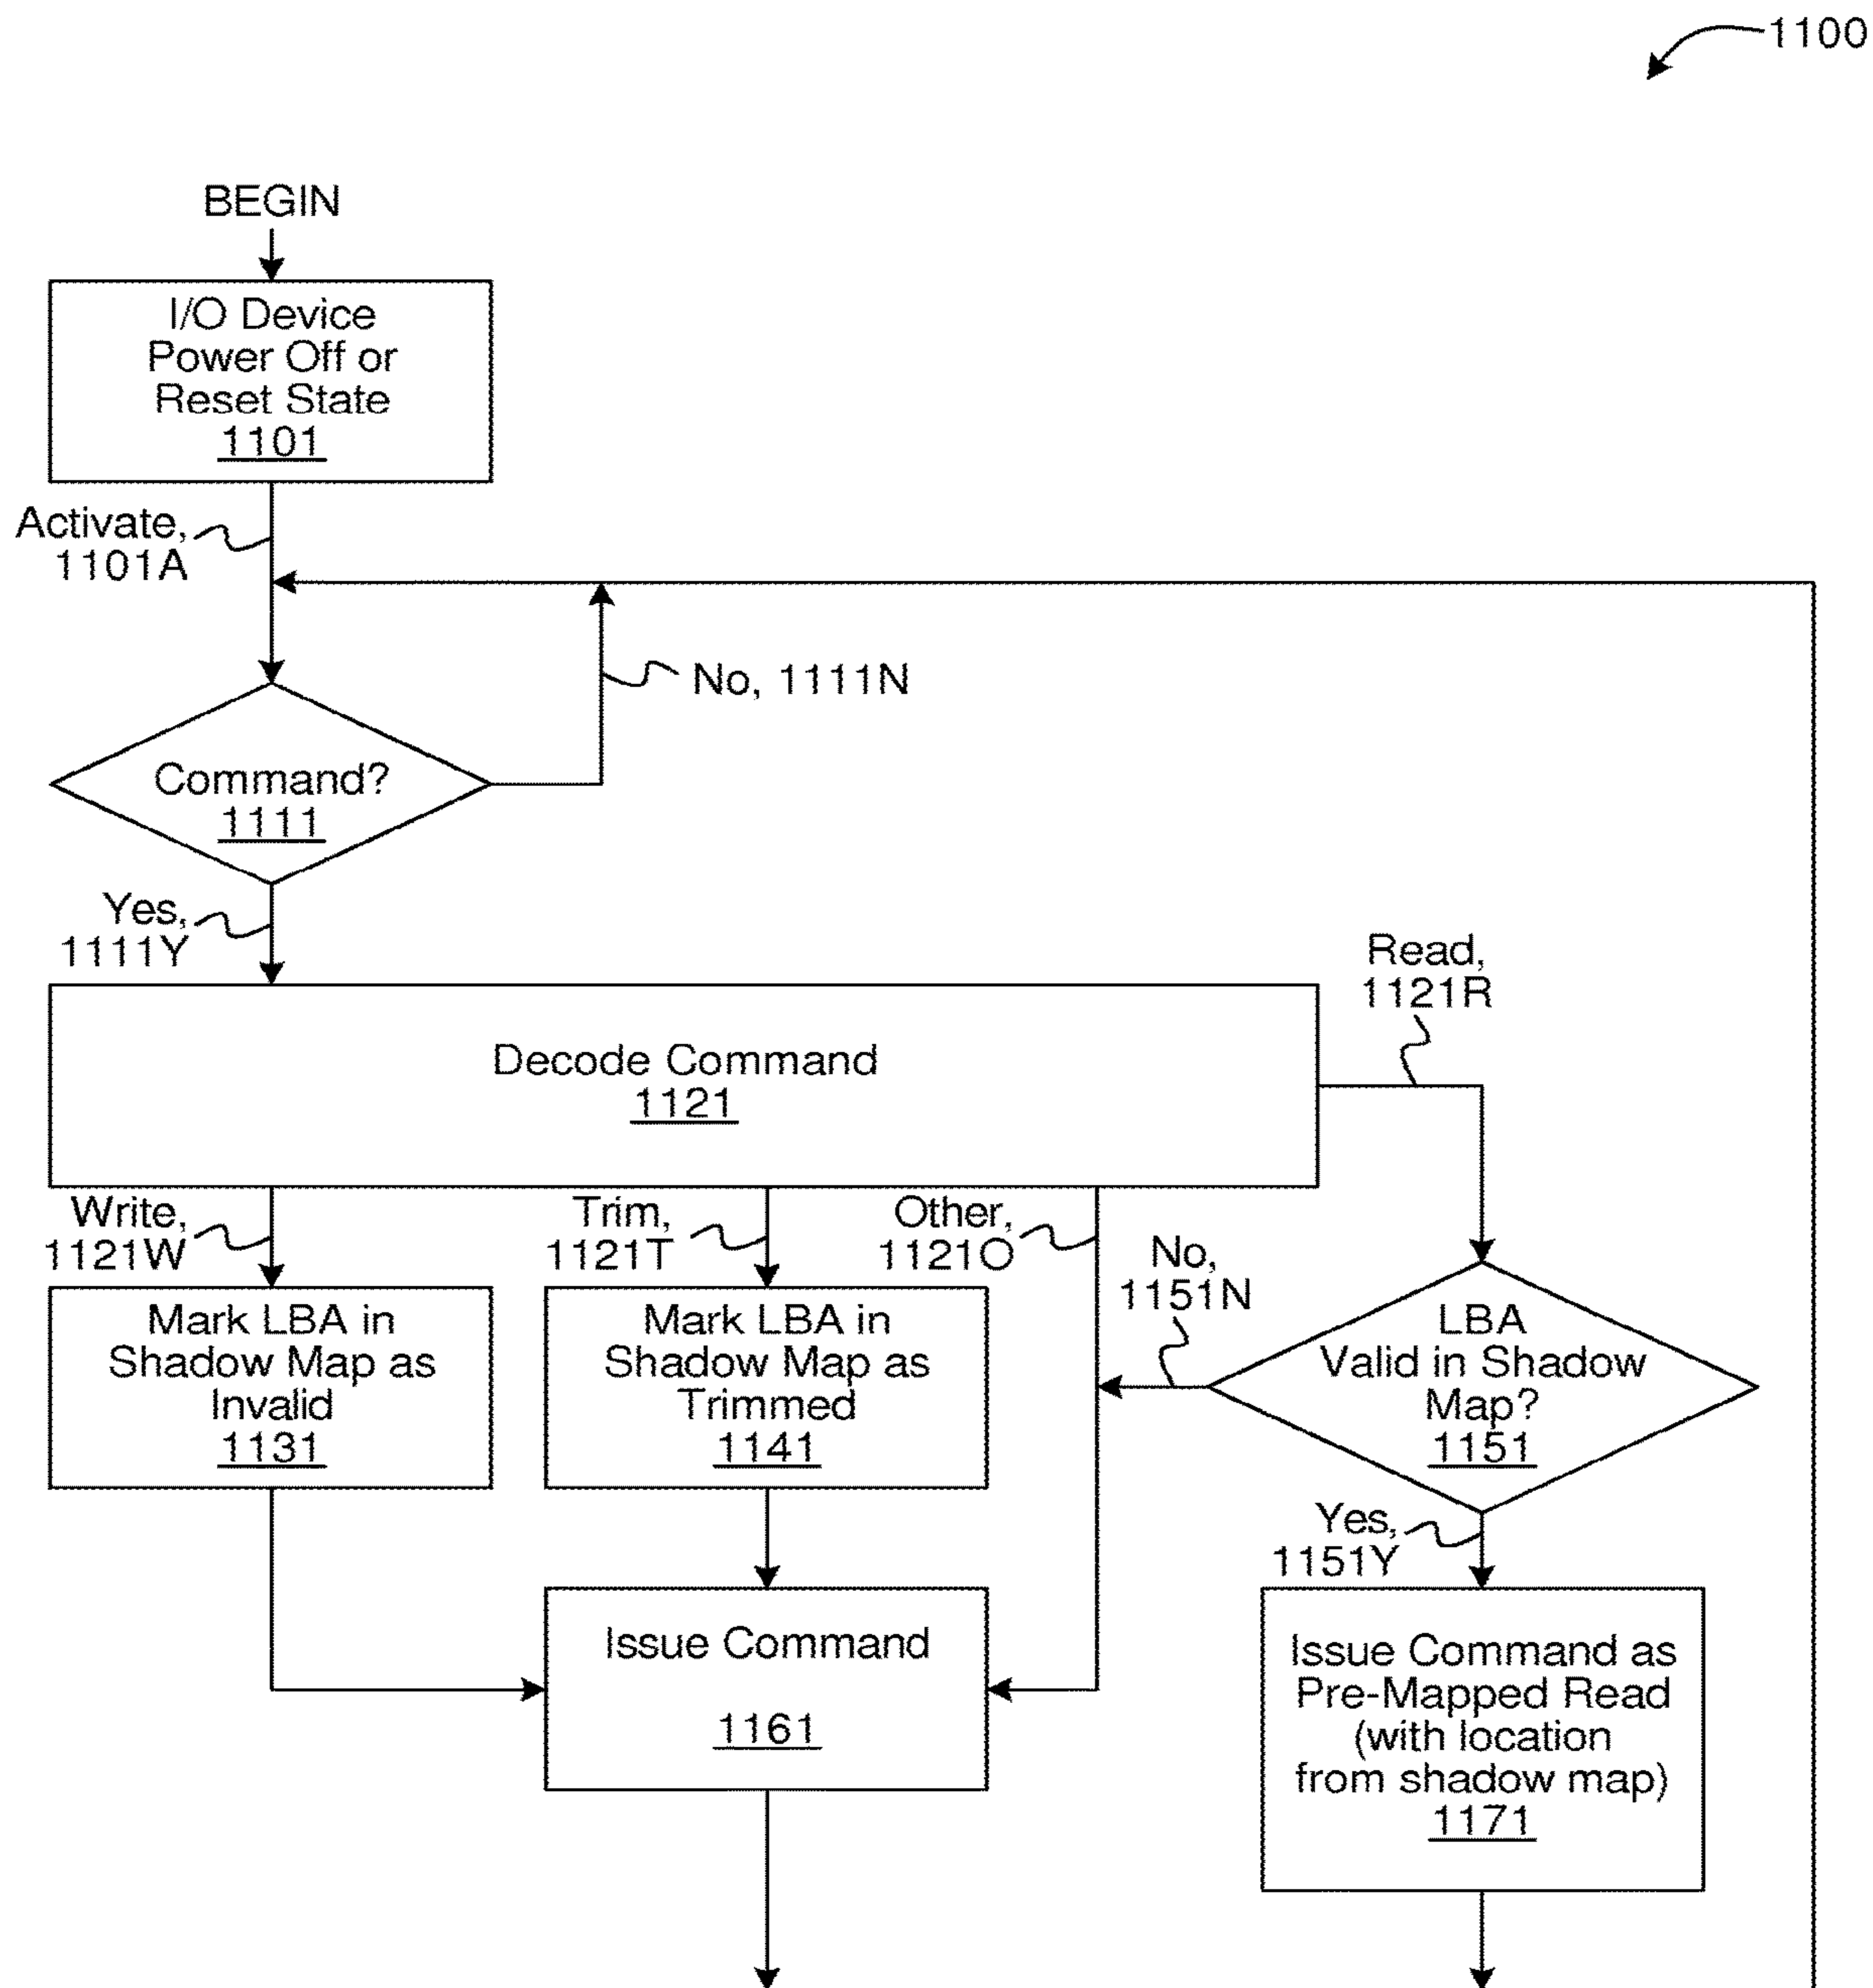 1100
BEGIN
I/O Device
Power Off or
Reset State
1101
Activate,
1101A
No, 1111N
Command?
1111
Yes,
1111Y
Read,
1121R
Decode Command
1121
Write,
1121W
Trim,
1121T
Other,
1121O
No,
1151N
Mark LBA in
Shadow Map as
Invalid
1131
Mark LBA in
Shadow Map as
Trimmed
1141
LBA
Valid in Shadow
Map?
1151
Yes,
1151Y
Issue Command
1161
Issue Command as
Pre-Mapped Read
(with location
from shadow map)
1171